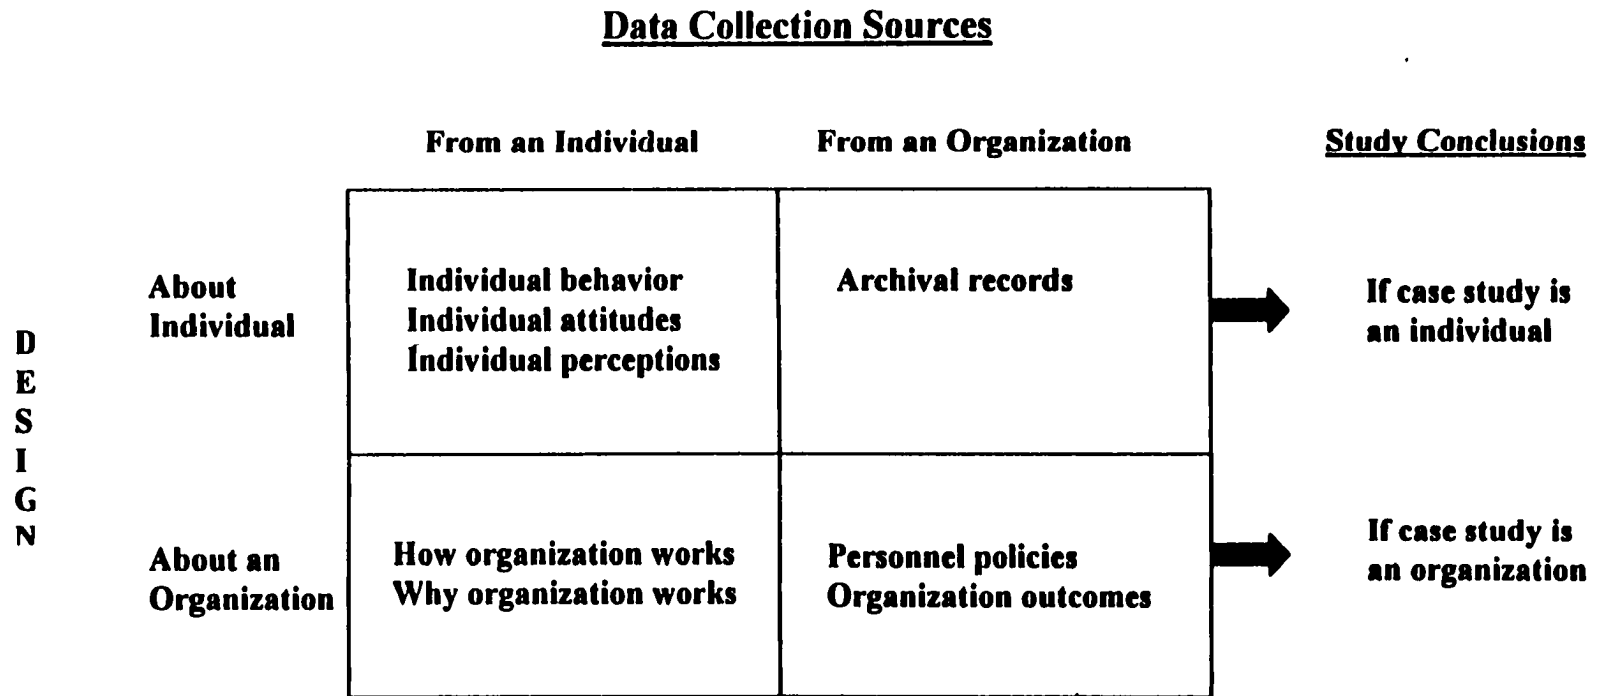 Data Collection Sources
From an Individual
From an Organization
Study Conclusions
D
E
S
I
G
N
About
Individual
Individual behavior
Individual attitudes
Individual perceptions
Archival records
If case study is
an individual
About an
Organization
How organization works
Why organization works
Personnel policies
Organization outcomes
If case study is
an organization